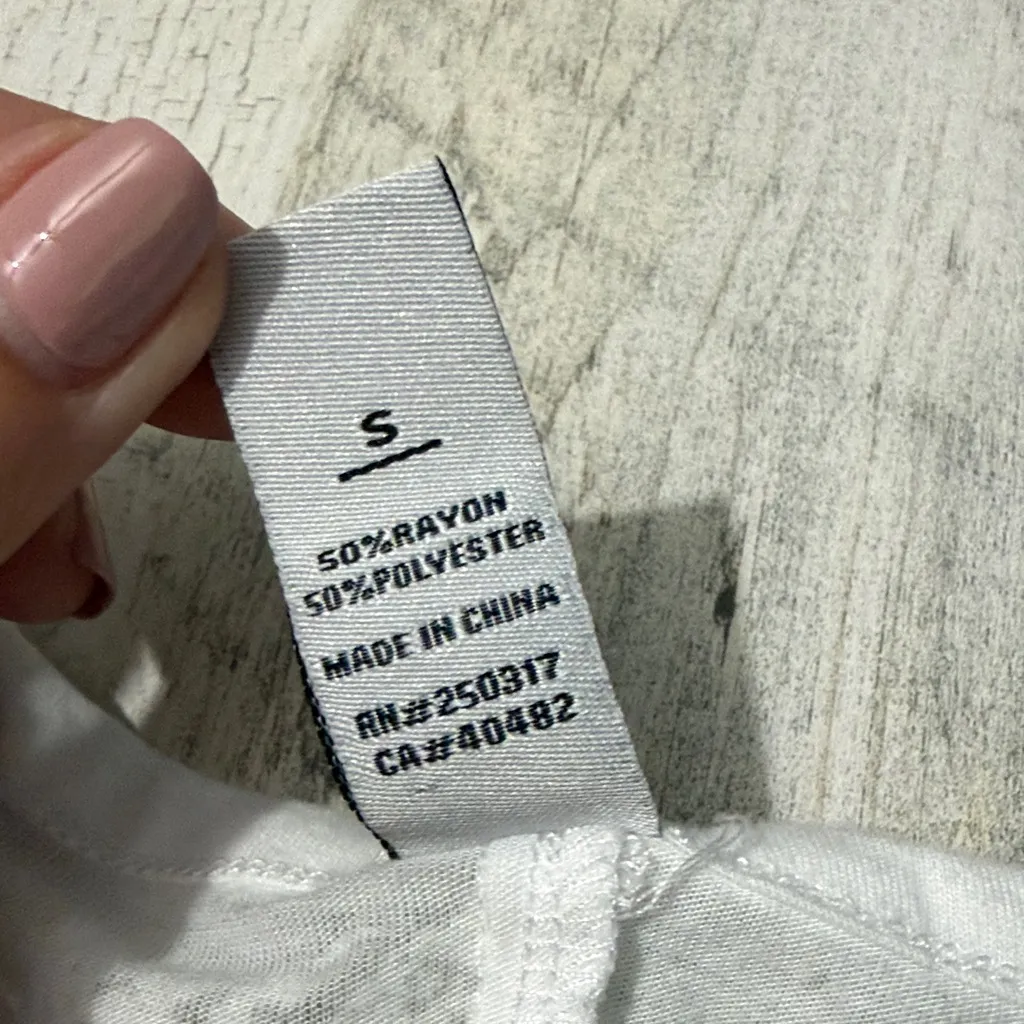 S
50%RAYON
50%POLYESTER
MADE IN CHINA
RN#250317
CA#40482